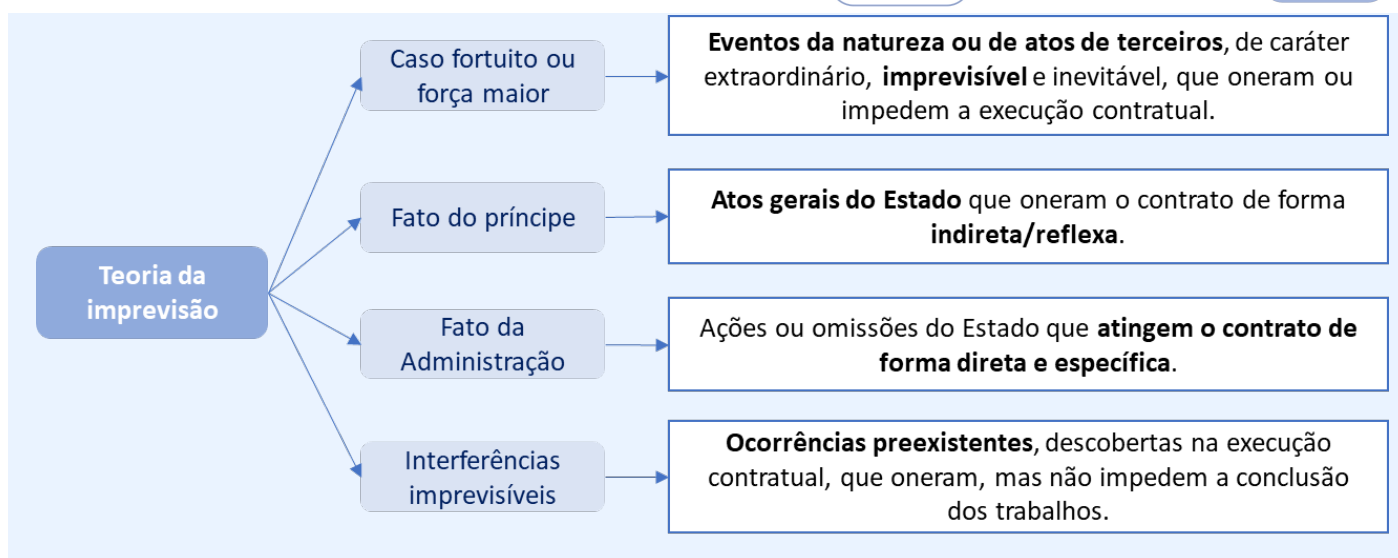 Caso fortuito ou
força maior
Eventos da natureza ou de atos de terceiros, de caráter
extraordinário, imprevisível e inevitável, que oneram ou
impedem a execução contratual.
Fato do príncipe
Atos gerais do Estado que oneram o contrato de forma
indireta/reflexa.
Teoria da
imprevisão
Fato da
Administração
Ações ou omissões do Estado que atingem o contrato de
forma direta e específica.
Interferências
imprevisíveis
Ocorrências preexistentes, descobertas na execução
contratual, que oneram, mas não impedem a conclusão
dos trabalhos.